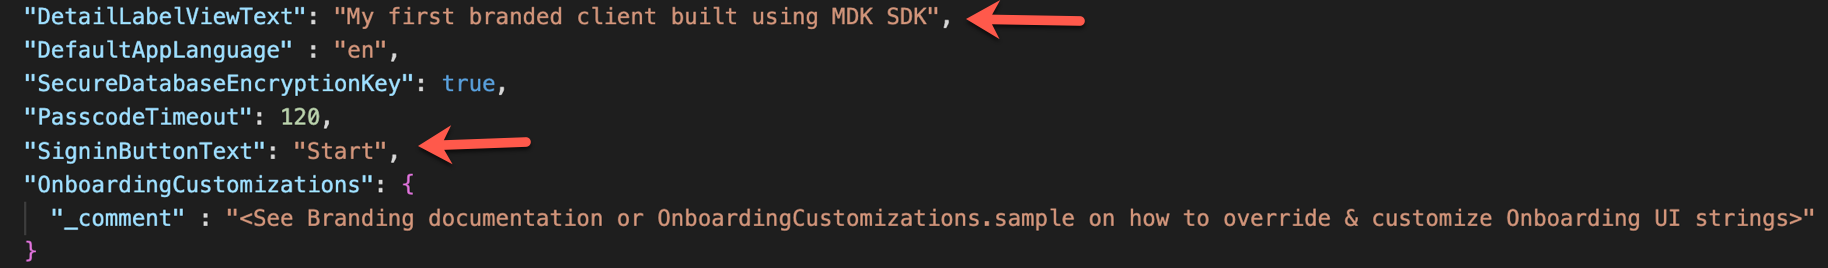 "DetailLabelViewText": "My first branded client built using MDK SDK",
"DefaultAppLanguage" : "en",
"SecureDatabaseEncryptionKey": true,
"PasscodeTimeout": 120,
"SigninButtonText": "Start",
"OnboardingCustomizations": {
"_comment" : "<See Branding documentation or OnboardingCustomizations.sample on how to override & customize Onboarding UI strings>"
}